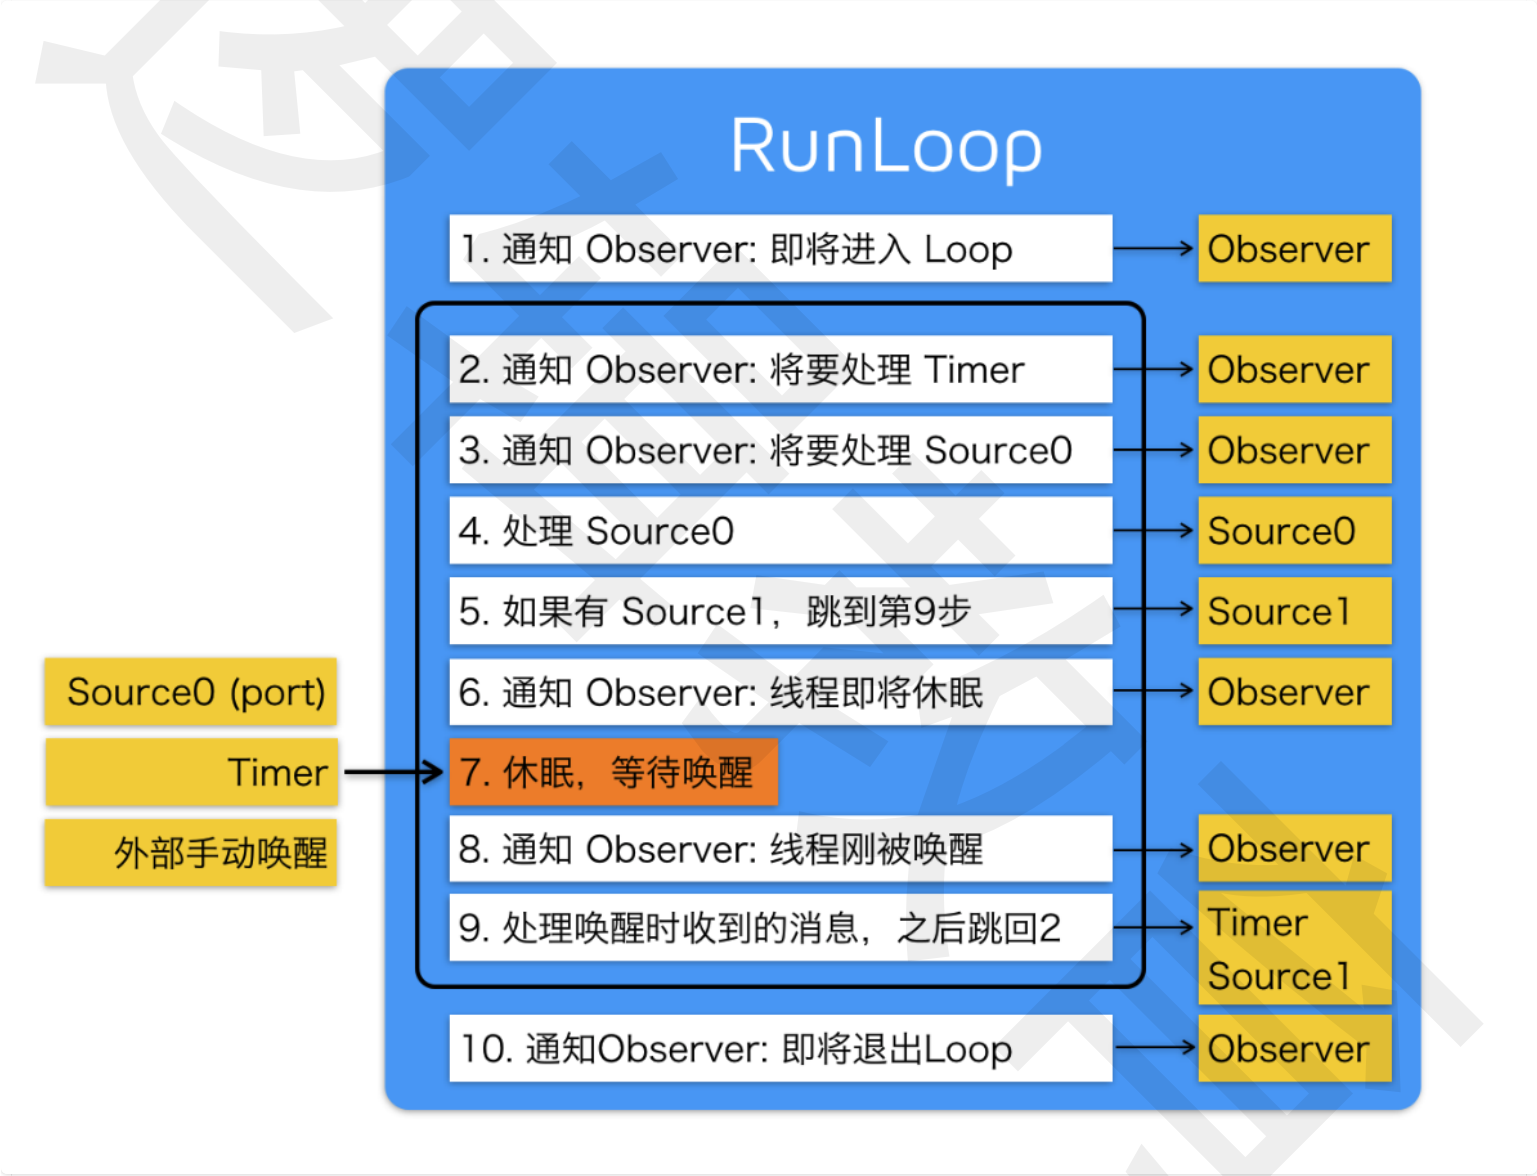 RunLoop
1. 通知 Observer: 即将进入 Loop
Observer
2. 通知 Observer: 将要处理 Timer
Observer
3. 通知 Observer: 将要处理 Source0
Observer
4. 处理 Source0
Source0
5. 如果有 Source1，跳到第9步
Source1
Source0 (port)
6. 通知 Observer: 线程即将休眠
Observer
Timer
7. 休眠，等待唤醒
外部手动唤醒
8. 通知 Observer: 线程刚被唤醒
Observer
9. 处理唤醒时收到的消息，之后跳回2
Timer
Source1
10. 通知Observer: 即将退出Loop
Observer